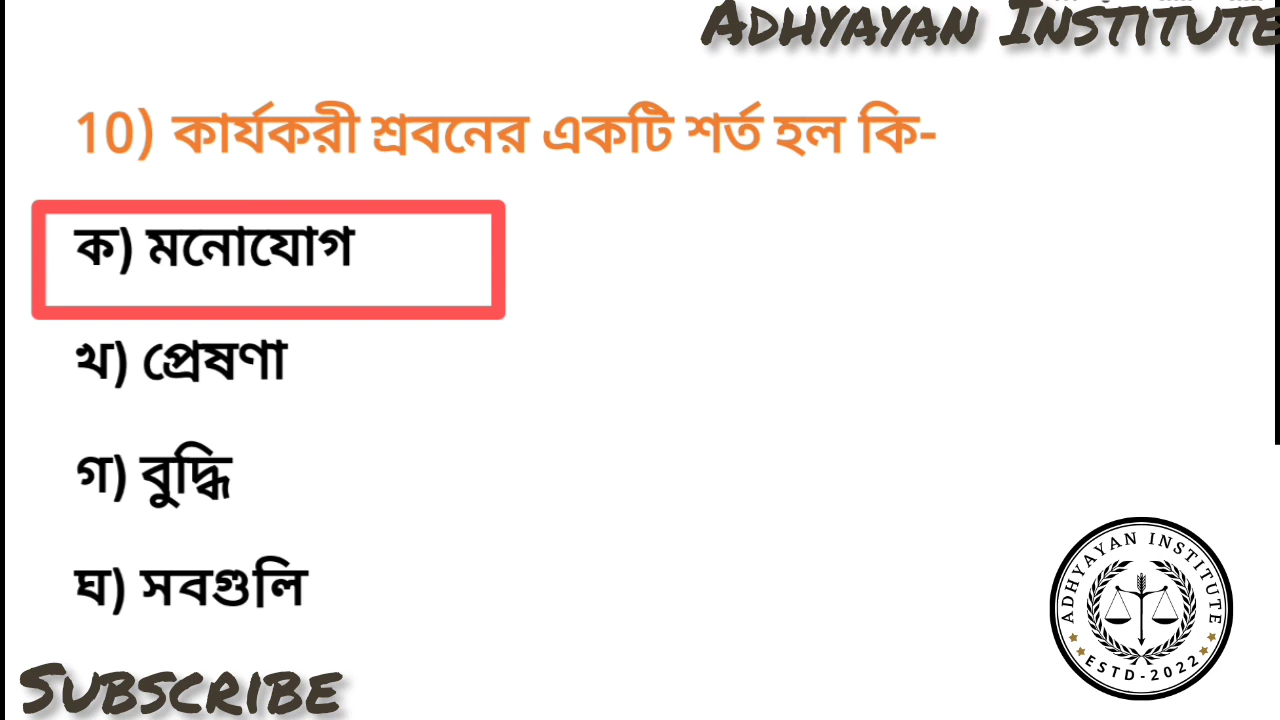 ADHYAYAN INSTITUTE
10) কার্যকরী শ্রবনের একটি শর্ত হল কি-
ক) মনোযোগ
খ) প্রেষণা
গ) বুদ্ধি
ঘ) সবগুলি
ADHYAYAN INSTITUTE
ESTD-2022
SUBSCRIBE